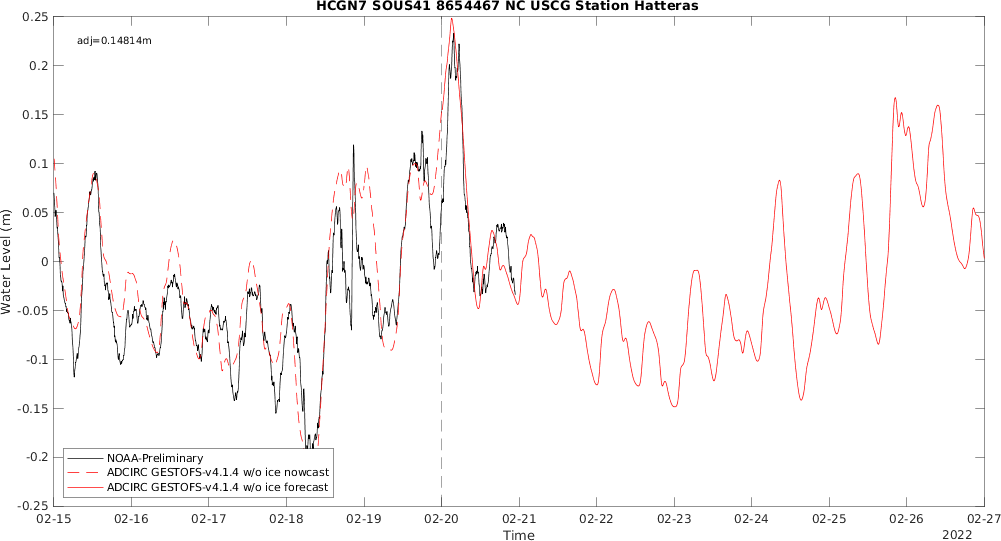 HCGN7 SOUS41 8654467 NC USCG Station Hatteras
adj=0.14814m
0.25
0.2
0.15
0.1
0.05
0
-0.05
-0.1
-0.15
-0.2
-0.25
Water Level (m)
NOAA-Preliminary
ADCIRC GESTOFS-v4.1.4 w/o ice nowcast
ADCIRC GESTOFS-v4.1.4 w/o ice forecast
02-15 02-16 02-17 02-18 02-19 02-20 02-21 02-22 02-23 02-24 02-25 02-26 02-27
Time
2022